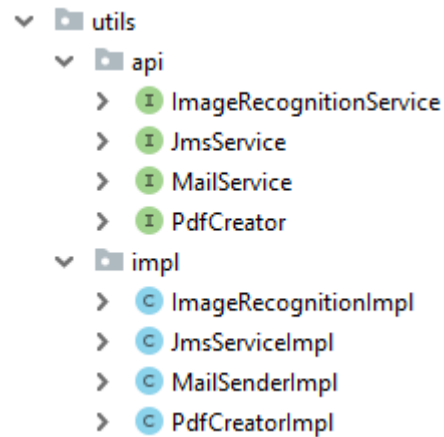 utils
api
I ImageRecognitionService
I JmsService
I MailService
I PdfCreator
impl
C ImageRecognitionImpl
C JmsServiceImpl
C MailSenderImpl
C PdfCreatorImpl